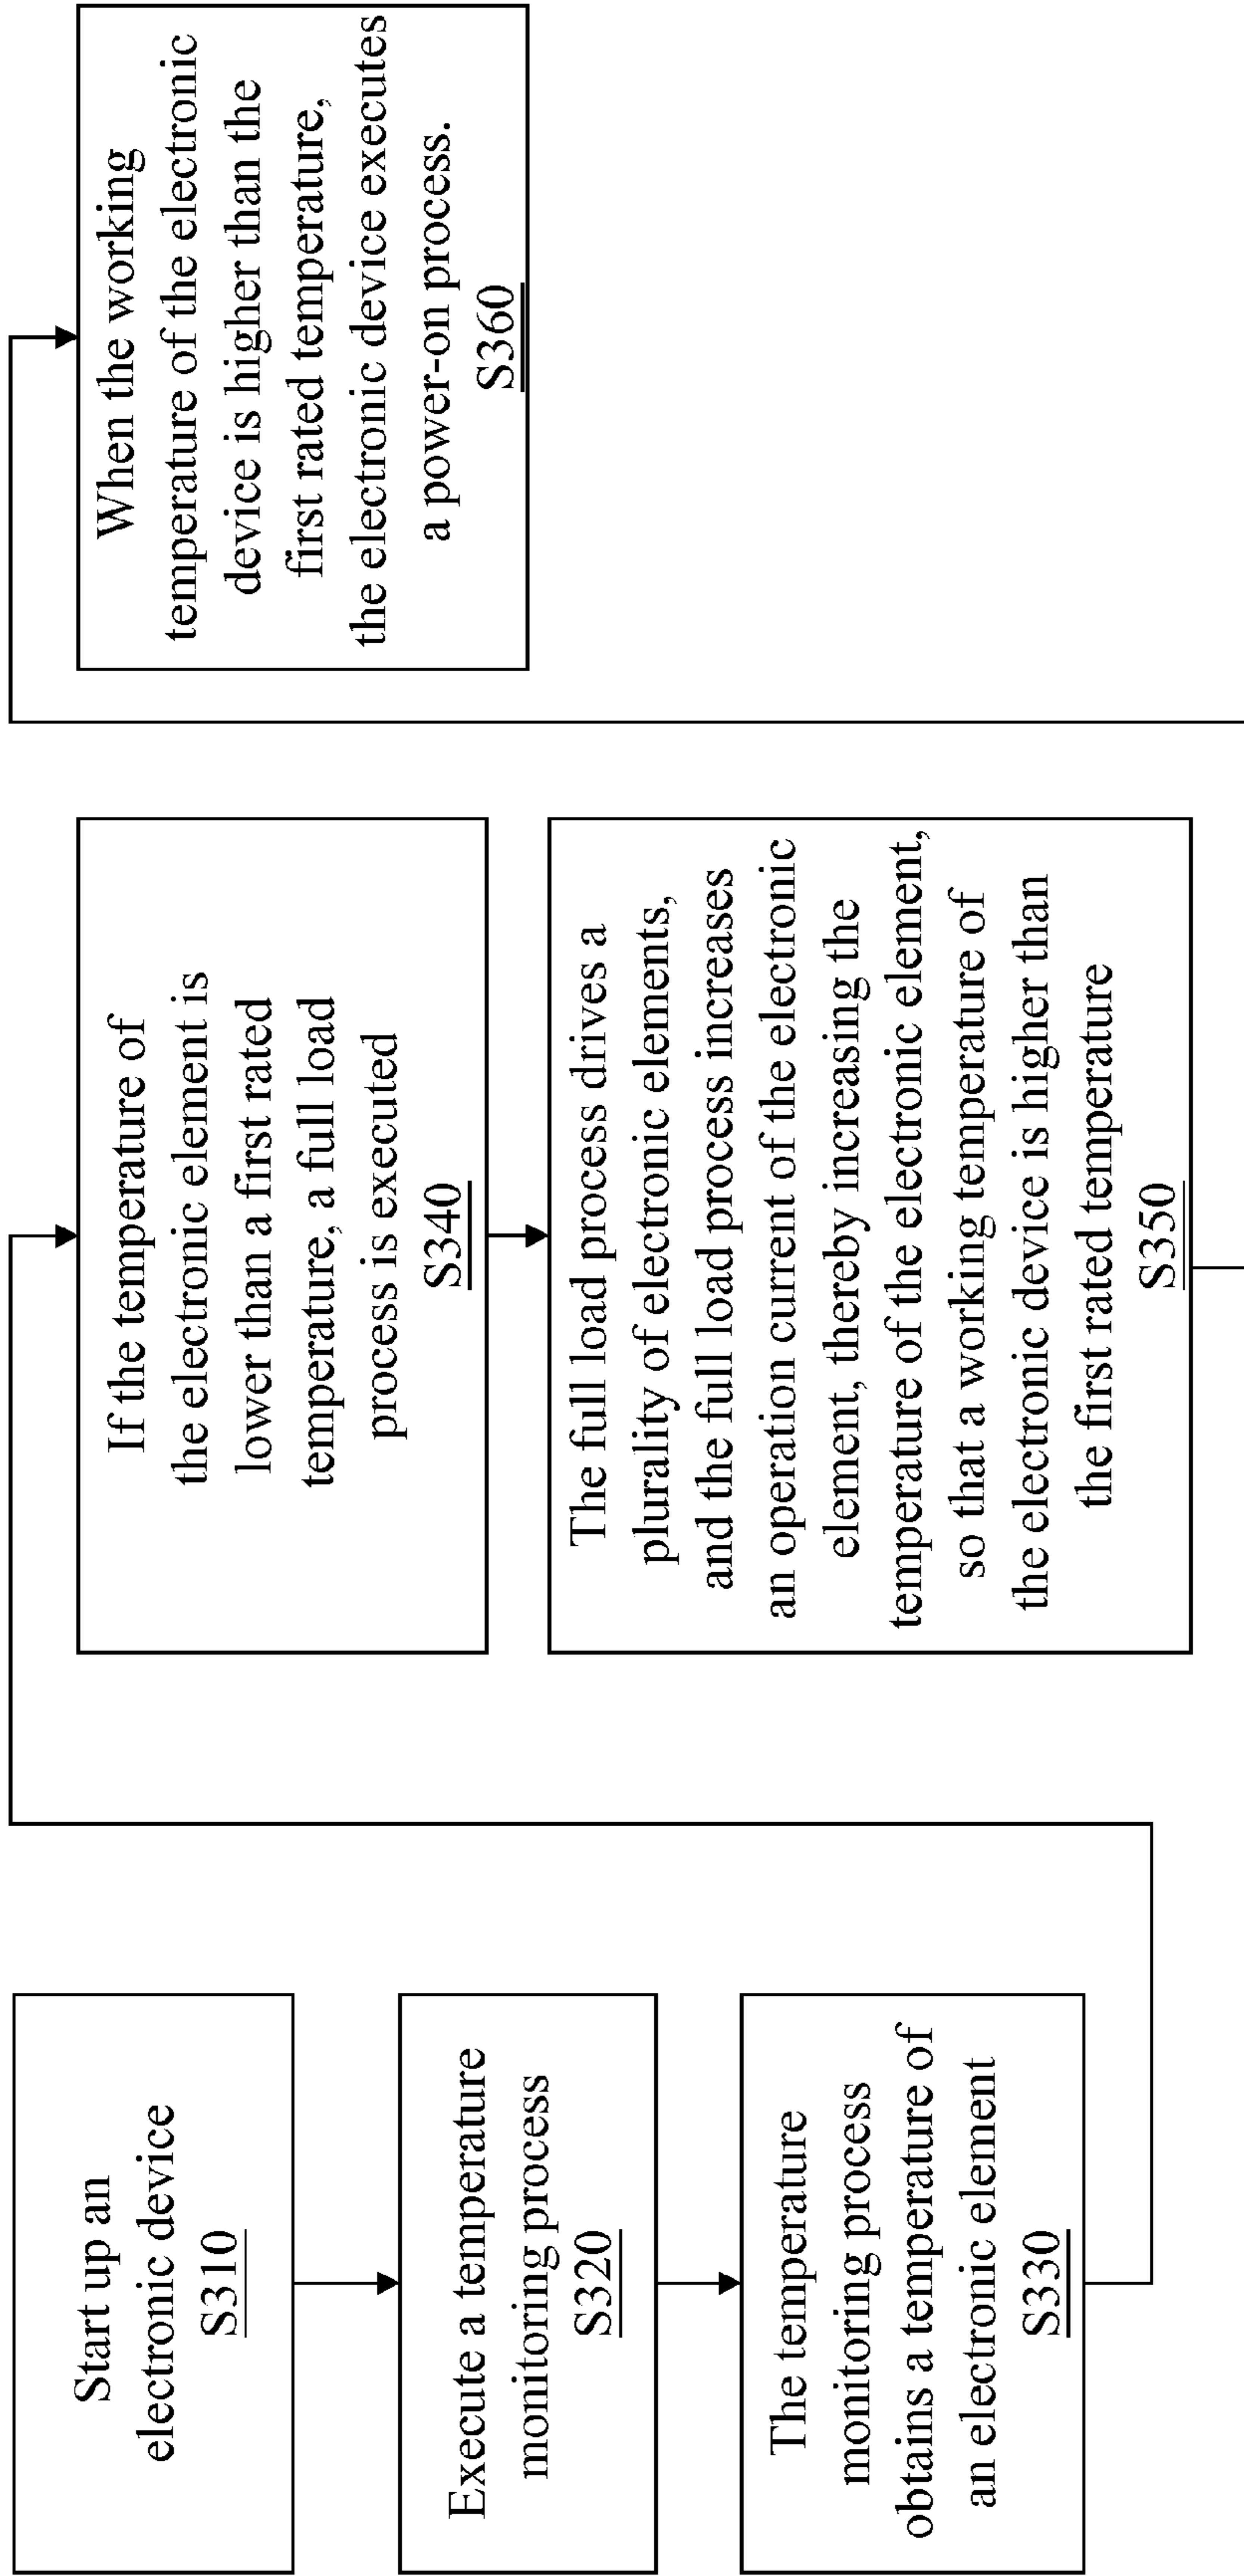 Start up an
electronic device
S310
Execute a temperature
monitoring process
S320
The temperature
monitoring process
obtains a temperature of
an electronic element
S330
If the temperature of
the electronic element is
lower than a first rated
temperature, a full load
process is executed
S340
The full load process drives a
plurality of electronic elements,
and the full load process increases
an operation current of the electronic
element, thereby increasing the
temperature of the electronic element,
so that a working temperature of
the electronic device is higher than
the first rated temperature
S350
When the working
temperature of the electronic
device is higher than the
first rated temperature,
the electronic device executes
a power-on process.
S360